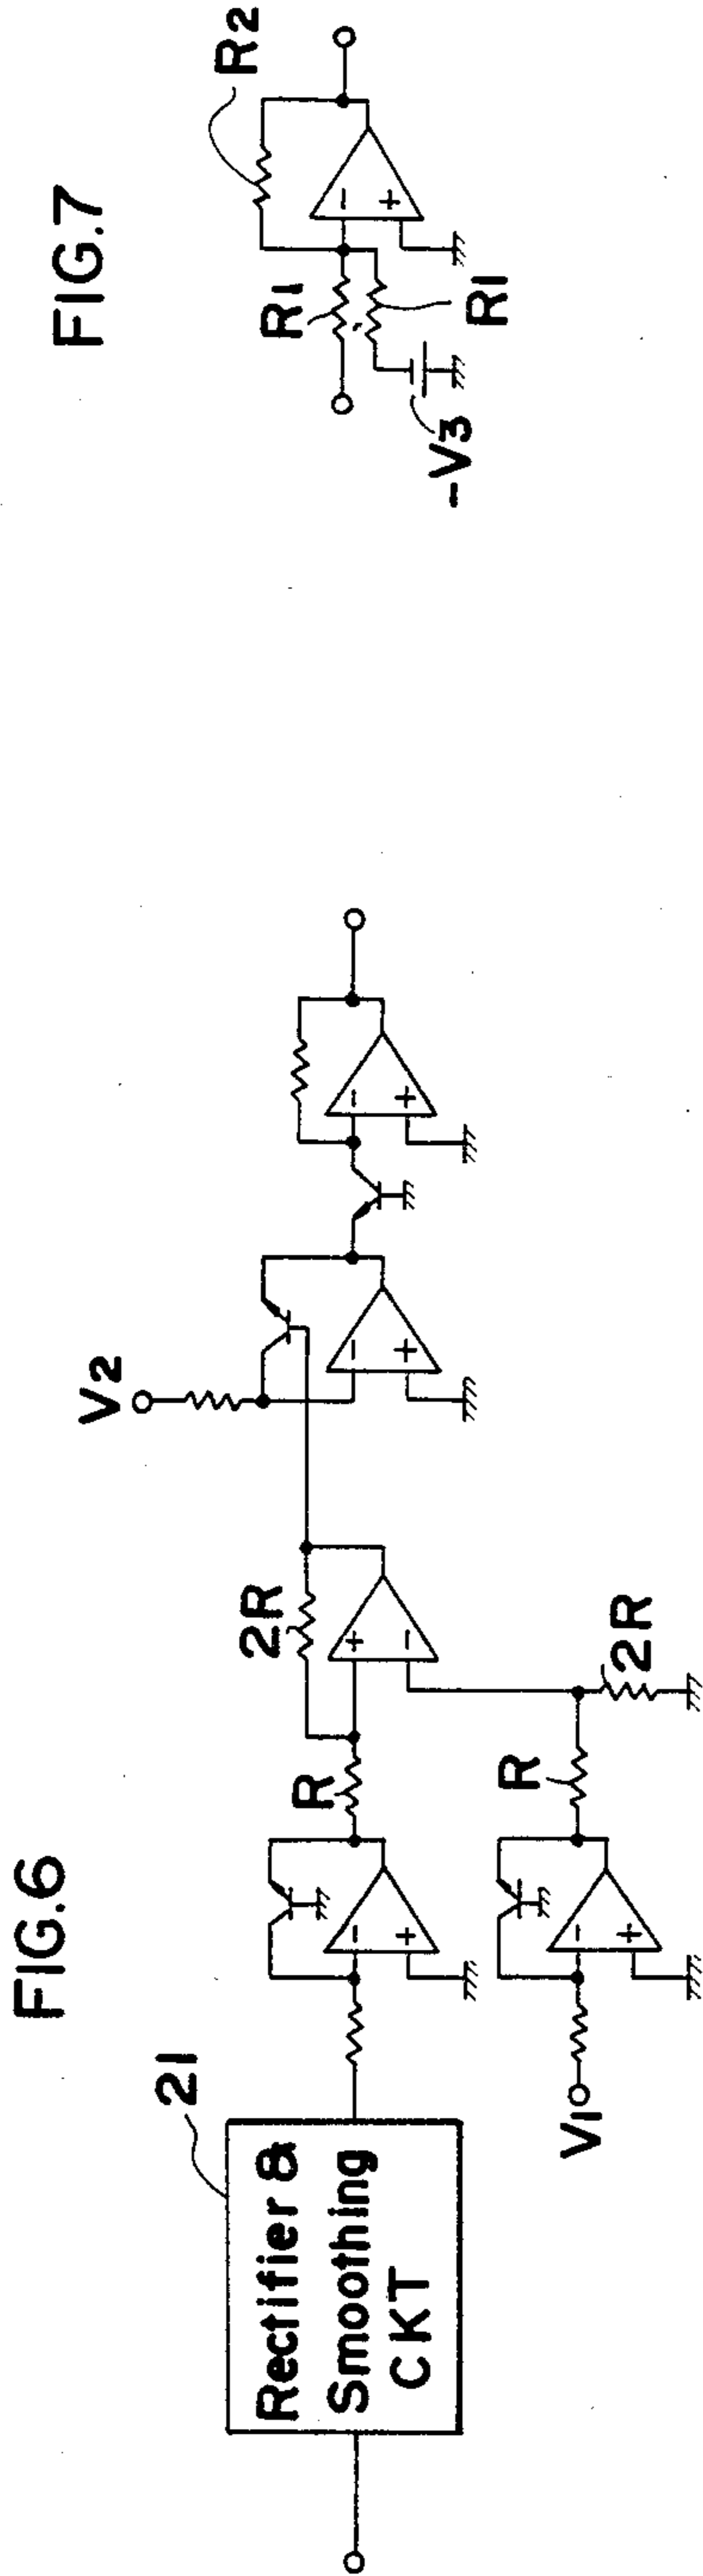 FIG.6
21
Rectifier &
Smoothing
CKT
V1
R
2R
R
2R
V2
-
+
-
+
+
-
-
+
-
+
FIG.7
R1
R1
R2
-V3
-
+